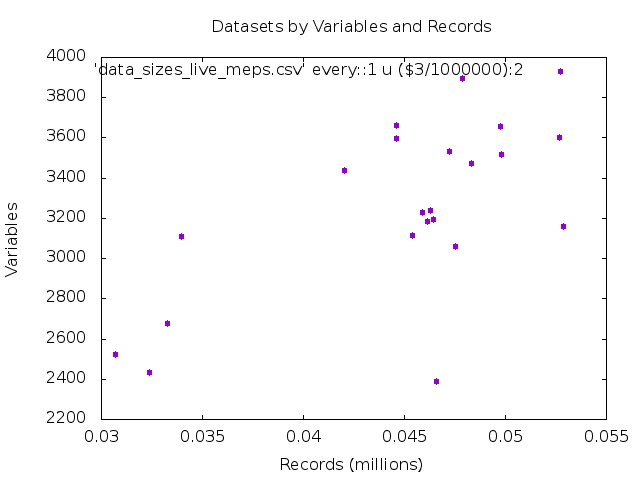 Datasets by Variables and Records
'data_sizes_live_meps.csv' every::1 u ($3/1000000):2
4000
3800
3600
3400
3200
3000
2800
2600
2400
2200
Variables
0.03 0.035 0.04 0.045 0.05 0.055
Records (millions)